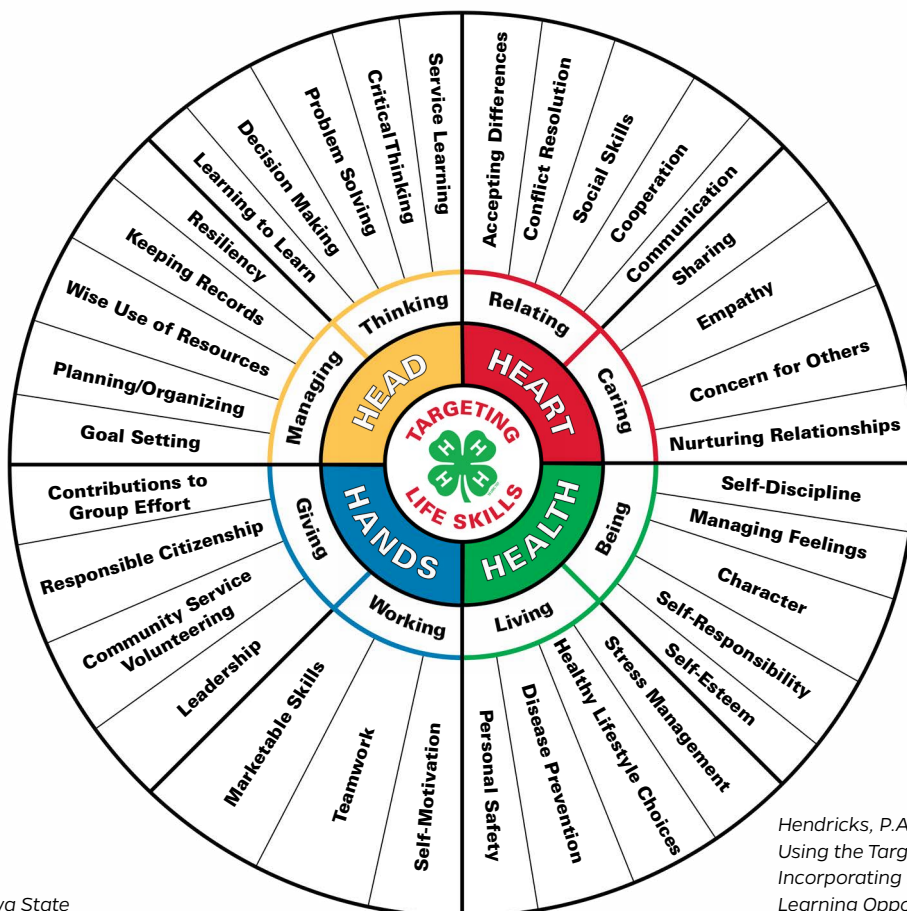 Service Learning
Critical Thinking
Problem Solving
Decision Making
Learning to Learn
Resiliency
Keeping Records
Wise Use of Resources
Planning/Organizing
Goal Setting
Thinking
Managing
HEAD
Accepting Differences
Conflict Resolution
Social Skills
Cooperation
Communication
Sharing
Empathy
Concern for Others
Nurturing Relationships
Relating
Caring
HEART
TARGETING
H H
H H
LIFE SKILLS
Contributions to
Group Effort
Responsible Citizenship
Community Service
Volunteering
Leadership
Marketable Skills
Teamwork
Self-Motivation
Giving
Working
HANDS
Self-Discipline
Managing Feelings
Character
Self-Responsibility
Self-Esteem
Stress Management
Healthy Lifestyle Choices
Disease Prevention
Personal Safety
Being
Living
HEALTH
State
Hendricks, P.A
Using the Targ
Incorporating
Learning Oppo